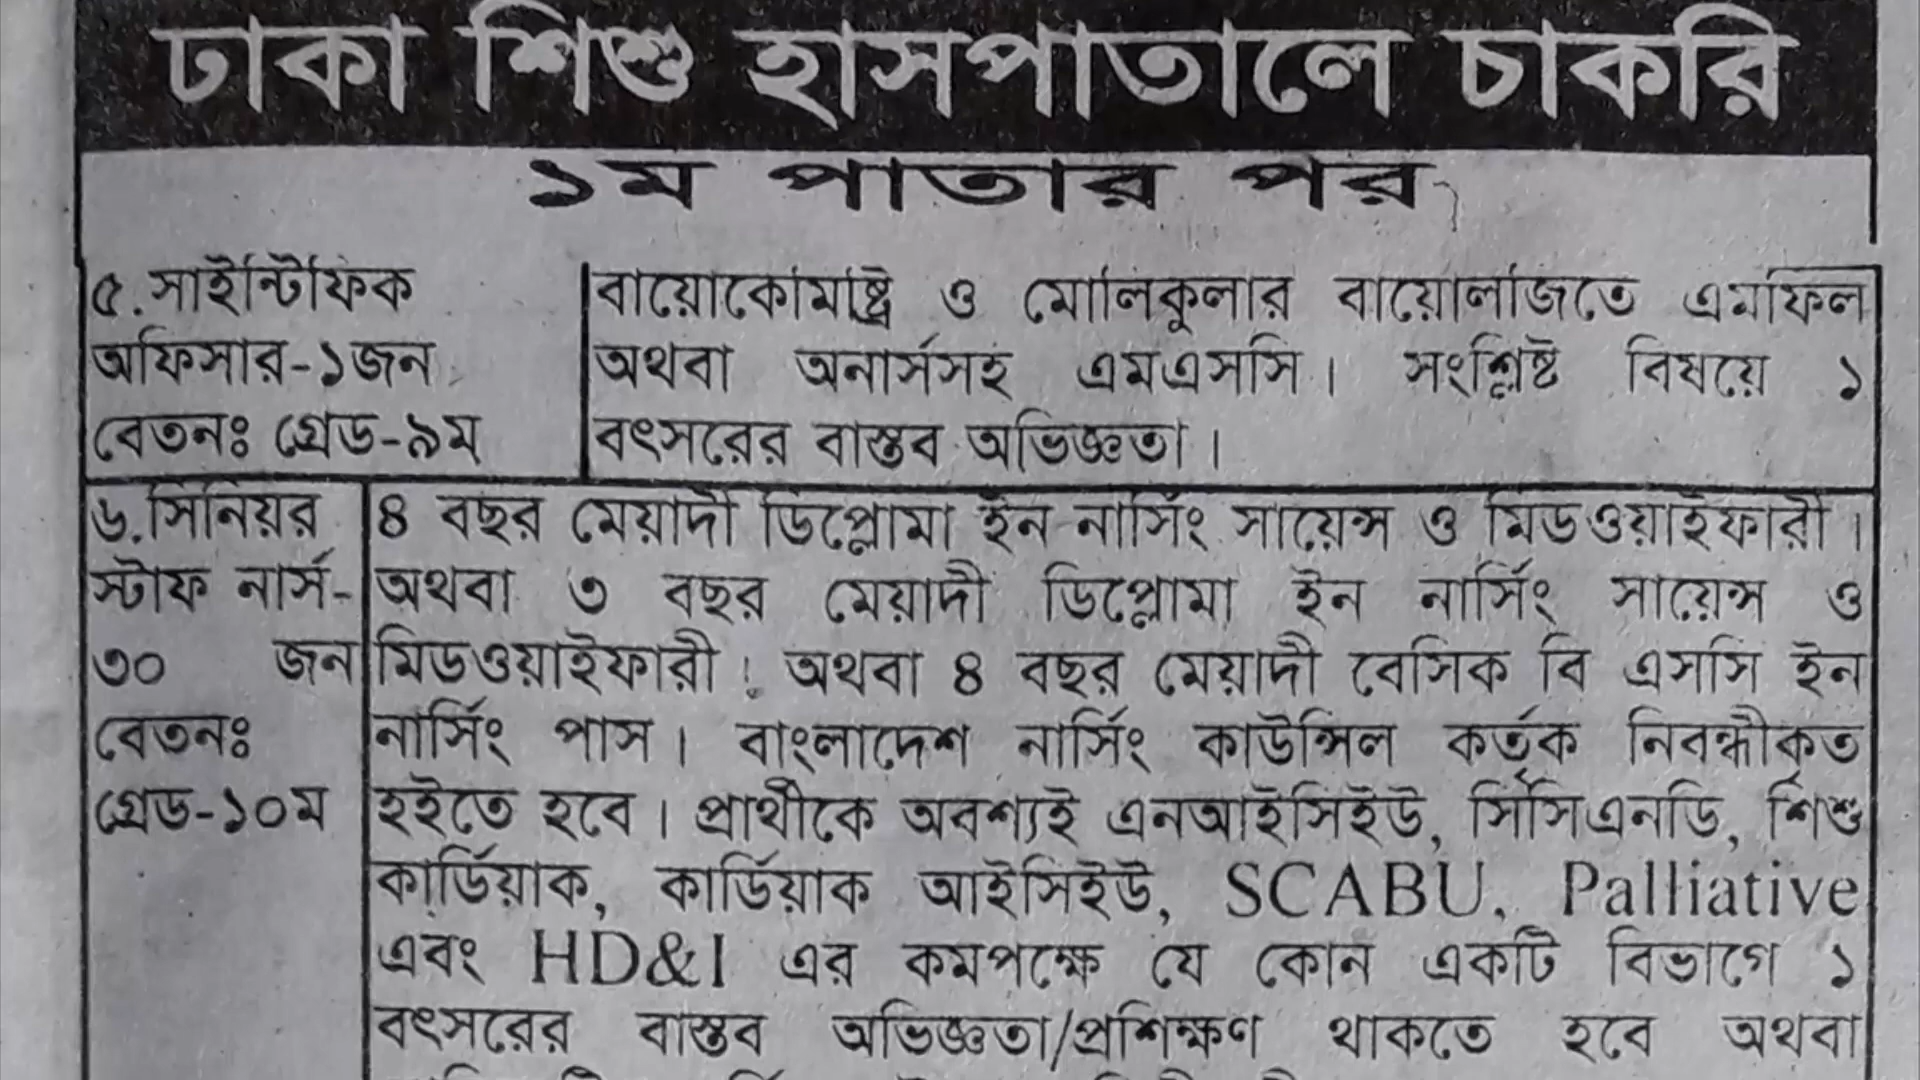 ঢাকা শিশু হাসপাতালে চাকরি
১ম পাতার পর
৫.সাইন্টিফিক
অফিসার-১জন
বেতনঃ গ্রেড-৯ম
বায়োকেমিষ্ট্রি ও মোলিকুলার বায়োলজিতে এমফিল
অথবা অনার্সসহ এমএসসি। সংশ্লিষ্ট বিষয়ে ১
বৎসরের বাস্তব অভিজ্ঞতা।
৬.সিনিয়র
স্টাফ নার্স-
৩০ জন
বেতনঃ
গ্রেড-১০ম
৪ বছর মেয়াদী ডিপ্লোমা ইন নার্সিং সায়েন্স ও মিডওয়াইফারী।
অথবা ৩ বছর মেয়াদী ডিপ্লোমা ইন নার্সিং সায়েন্স ও
মিডওয়াইফারী। অথবা ৪ বছর মেয়াদী বেসিক বি এসসি ইন
নার্সিং পাস। বাংলাদেশ নার্সিং কাউন্সিল কর্তৃক নিবন্ধীকৃত
হইতে হবে। প্রার্থীকে অবশ্যই এনআইসিইউ, সিসিএনডি, শিশু
কার্ডিয়াক, কার্ডিয়াক আইসিইউ, SCABU, Palliative
এবং HD&I এর কমপক্ষে যে কোন একটি বিভাগে ১
বৎসরের বাস্তব অভিজ্ঞতা/প্রশিক্ষণ থাকতে হবে অথবা